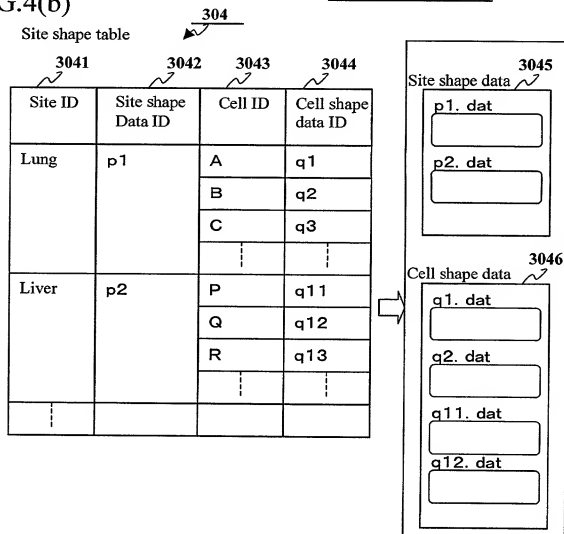 G.4(b)
Site shape table
304
3041 3042 3043 3044
Site ID Site shape Data ID Cell ID Cell shape data ID
Lung p1 A q1
B q2
C q3
Liver p2 P q11
Q q12
R q13
3045
Site shape data
p1. dat
p2. dat
3046
Cell shape data
q1. dat
q2. dat
q11. dat
q12. dat